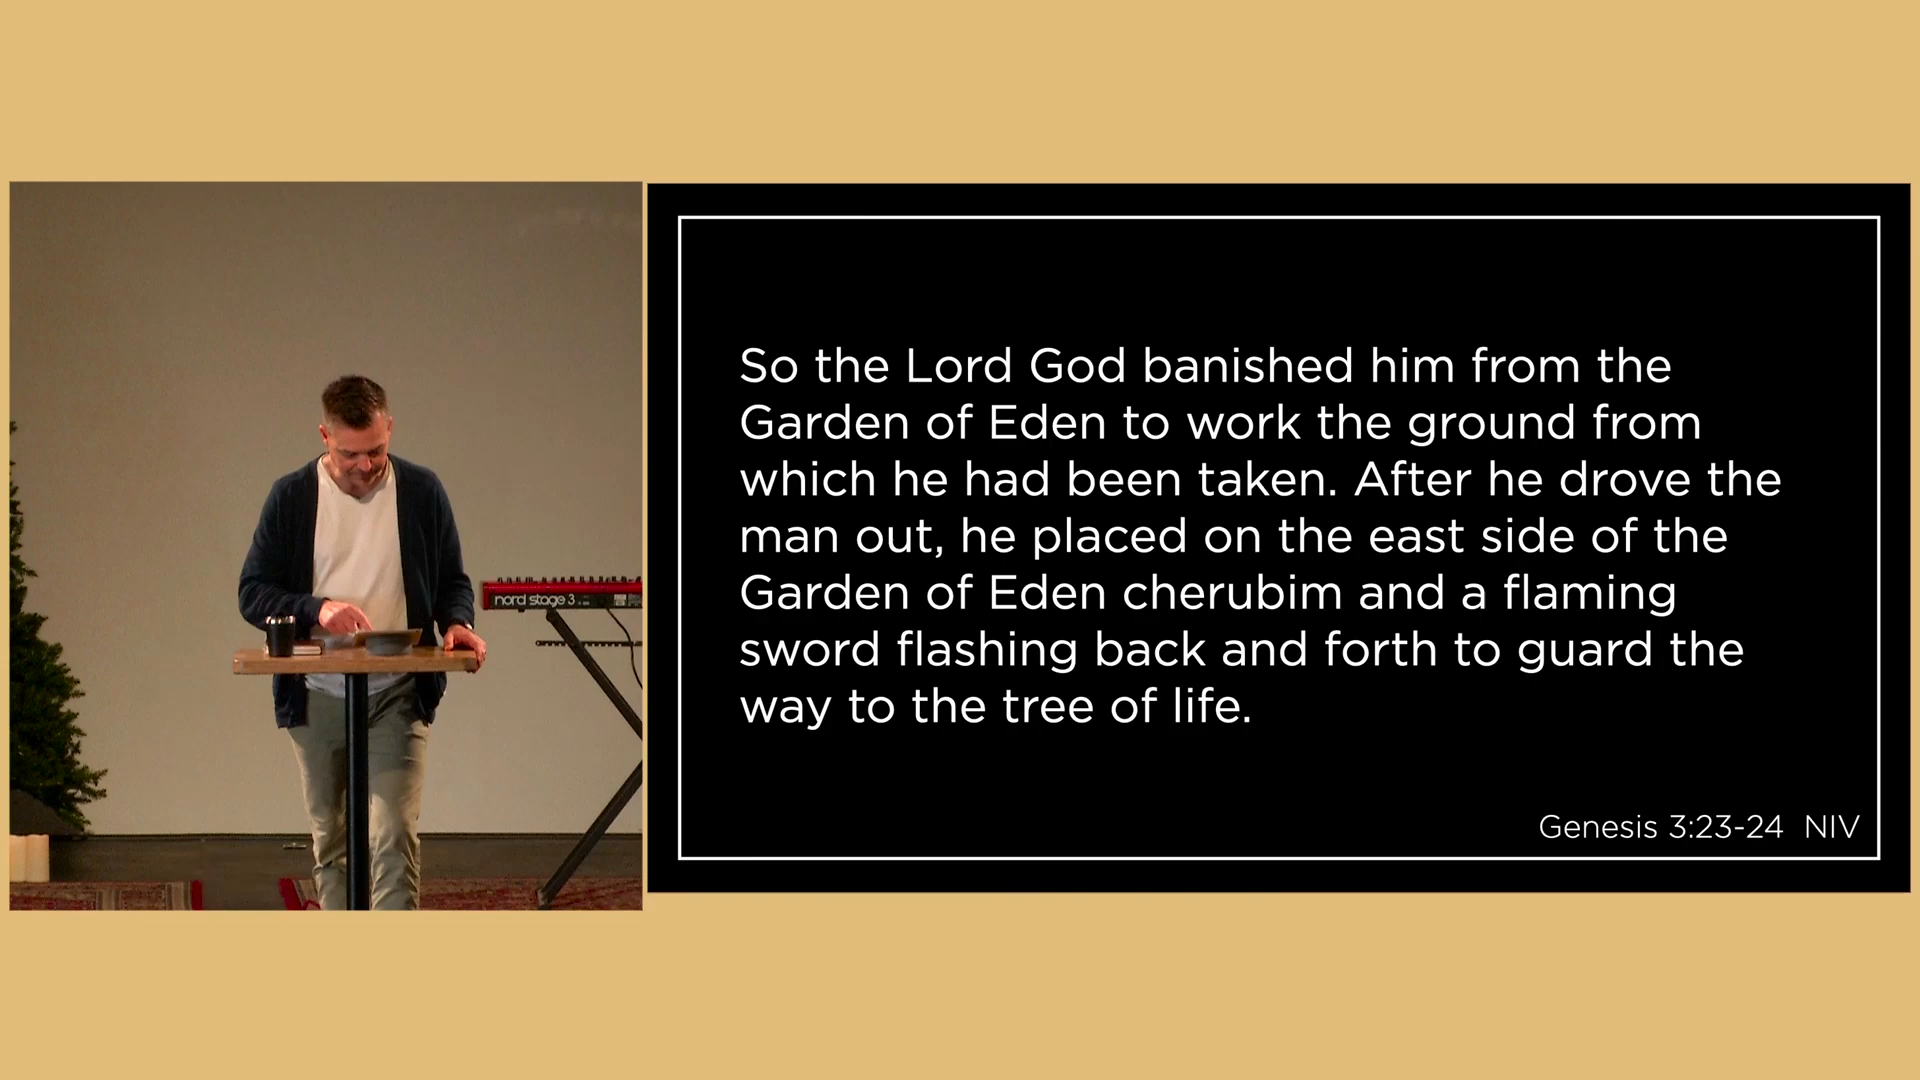 nord stage 3
So the Lord God banished him from the
Garden of Eden to work the ground from
which he had been taken. After he drove the
man out, he placed on the east side of the
Garden of Eden cherubim and a flaming
sword flashing back and forth to guard the
way to the tree of life.
Genesis 3:23-24 NIV